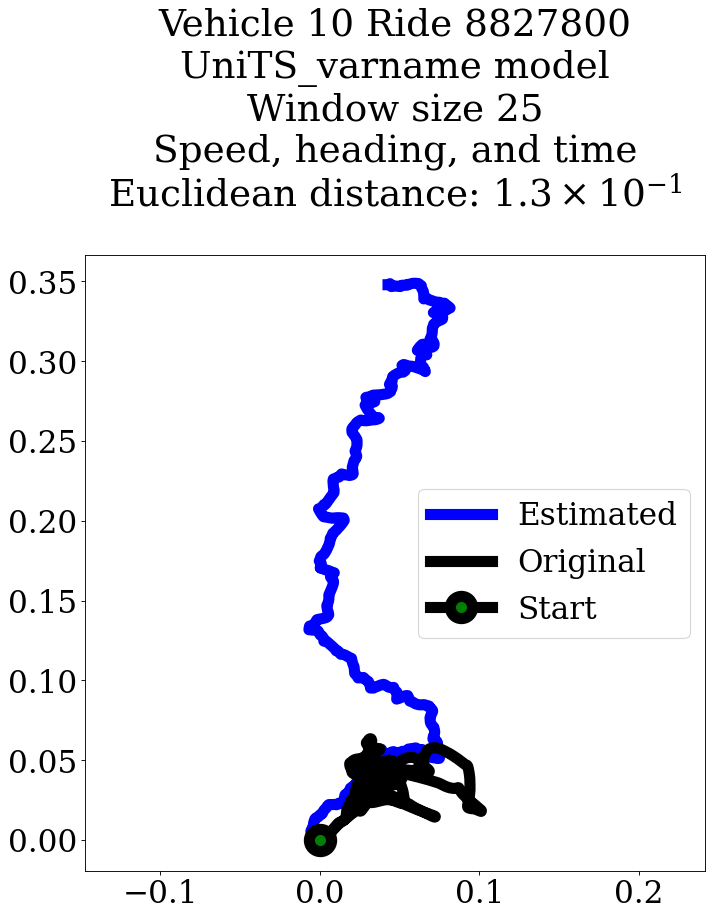 Vehicle 10 Ride 8827800
UniTS_varname model
Window size 25
Speed, heading, and time
Euclidean distance: 1.3 × 10⁻¹
0.35
0.30
0.25
0.20
0.15
0.10
0.05
0.00
Estimated
Original
Start
−0.1 0.0 0.1 0.2